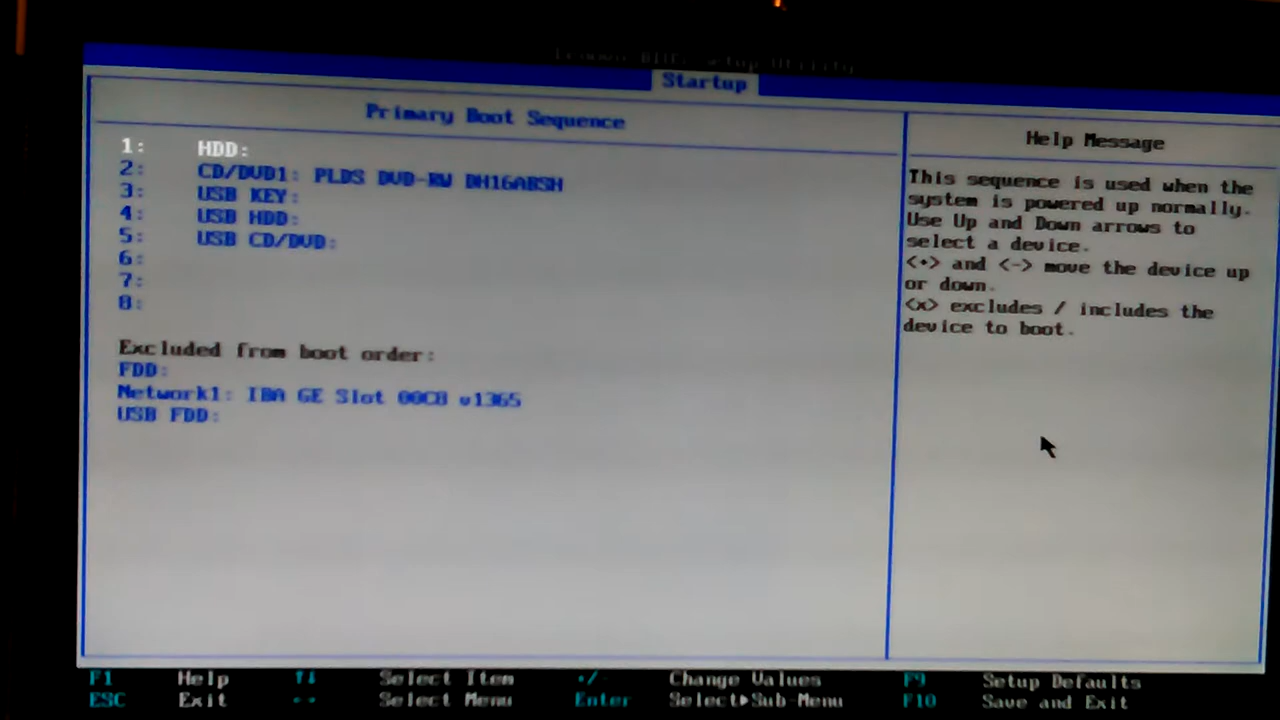 Lenovo BIOS Setup Utility
Startup
Primary Boot Sequence
1: HDD:
2: CD/DVD1: PLDS DVD-RW DH16ABSH
3: USB KEY:
4: USB HDD:
5: USB CD/DVD:
6:
7:
8:
Excluded from boot order:
FDD:
Network1: IBA GE Slot 00C8 v1365
USB FDD:
Help Message
This sequence is used when the
system is powered up normally.
Use Up and Down arrows to
select a device.
<+> and <-> move the device up
or down.
<x> excludes / includes the
device to boot.
F1 Help ↑↓ Select Item +/- Change Values F9 Setup Defaults
ESC Exit ↔ Select Menu Enter Select▶Sub-Menu F10 Save and Exit